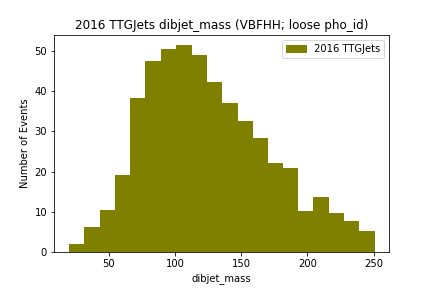 2016 TTGJets dibjet_mass (VBFHH; loose pho_id)
2016 TTGJets
Number of Events
50
40
30
20
10
0
50 100 150 200 250
dibjet_mass